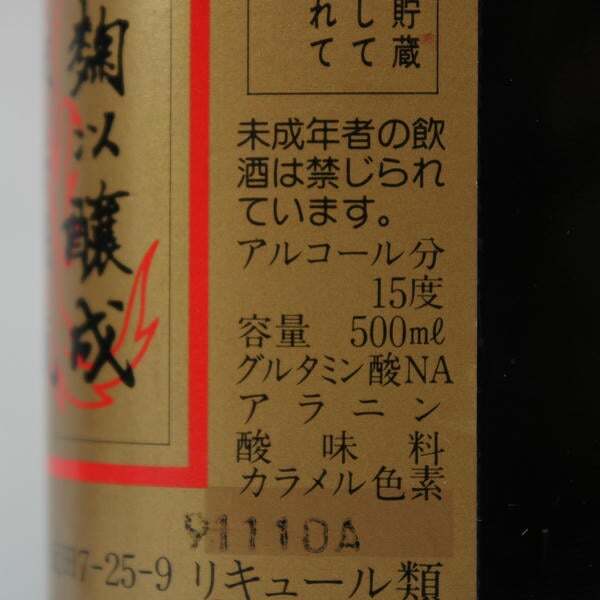 麹以醸成
貯蔵
して
れて
未成年者の飲
酒は禁じられ
ています。
アルコール分
15度
容量 500㎖
グルタミン酸NA
アラニン
酸味料
カラメル色素
91110A
7-25-9 リキュール類